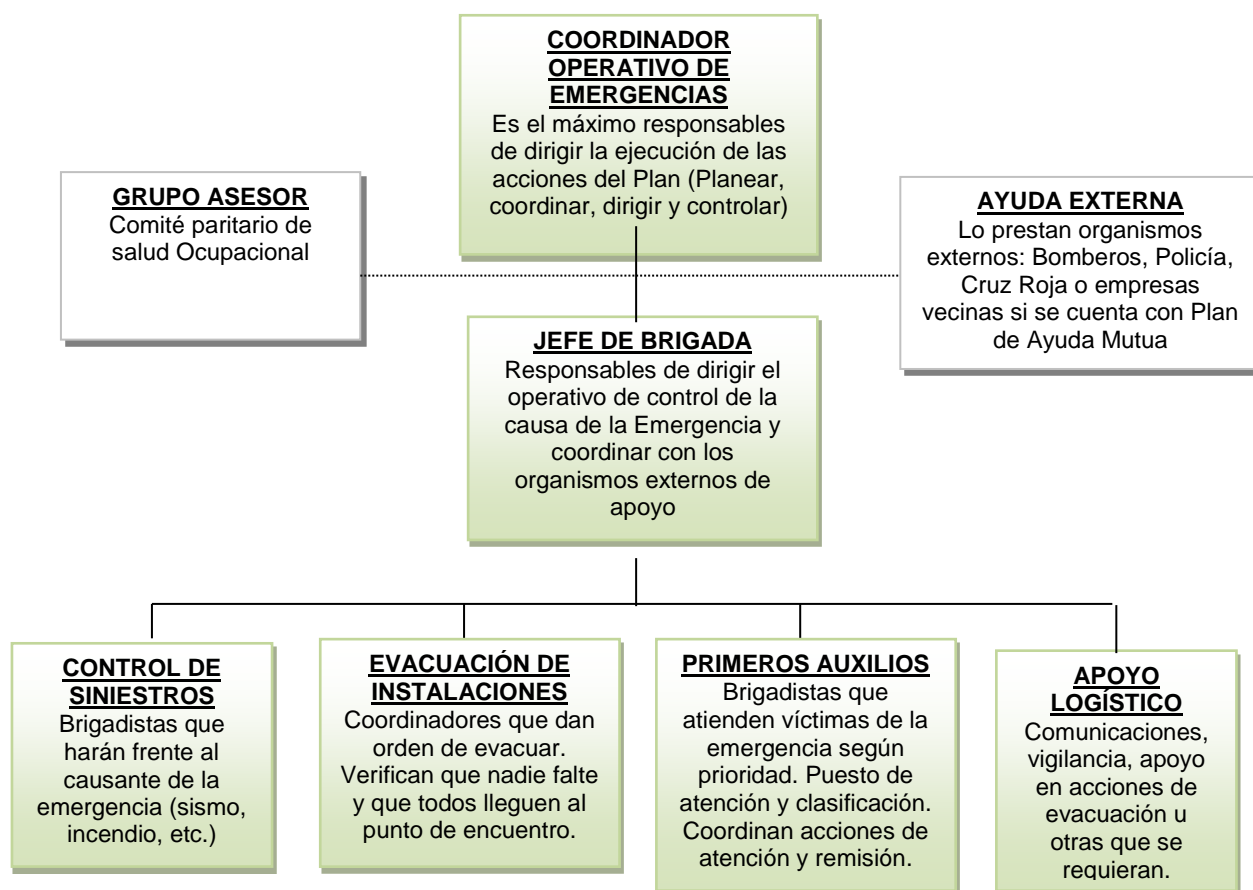 COORDINADOR
OPERATIVO DE
EMERGENCIAS
Es el máximo responsables
de dirigir la ejecución de las
acciones del Plan (Planear,
coordinar, dirigir y controlar)
GRUPO ASESOR
Comité paritario de
salud Ocupacional
AYUDA EXTERNA
Lo prestan organismos
externos: Bomberos, Policía,
Cruz Roja o empresas
vecinas si se cuenta con Plan
de Ayuda Mutua
JEFE DE BRIGADA
Responsables de dirigir el
operativo de control de la
causa de la Emergencia y
coordinar con los
organismos externos de
apoyo
CONTROL DE
SINIESTROS
Brigadistas que
harán frente al
causante de la
emergencia (sismo,
incendio, etc.)
EVACUACIÓN DE
INSTALACIONES
Coordinadores que dan
orden de evacuar.
Verifican que nadie falte
y que todos lleguen al
punto de encuentro.
PRIMEROS AUXILIOS
Brigadistas que
atienden víctimas de la
emergencia según
prioridad. Puesto de
atención y clasificación.
Coordinan acciones de
atención y remisión.
APOYO
LOGÍSTICO
Comunicaciones,
vigilancia, apoyo
en acciones de
evacuación u
otras que se
requieran.